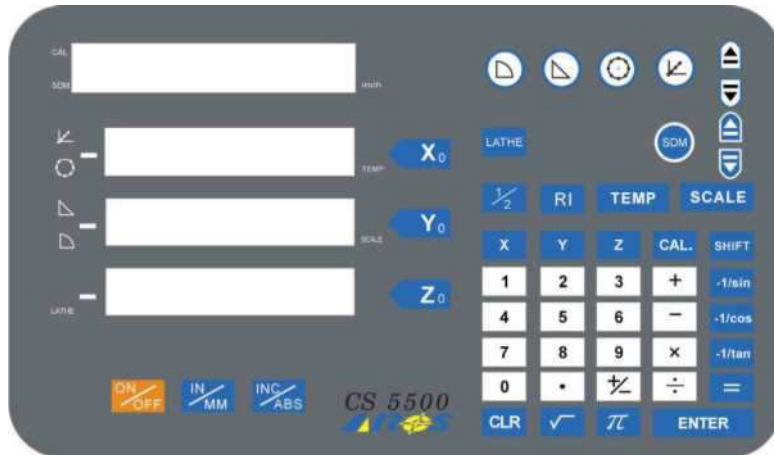 CAL
SDM inch
X0
TEMP
Y0
SCALE
Z0
LATHE
ON/OFF IN/MM INC/ABS
CS 5500
LATHE SDM
1/2 RI TEMP SCALE
X Y Z CAL. SHIFT
1 2 3 + -1/sin
4 5 6 − -1/cos
7 8 9 × -1/tan
0 . +/− ÷ =
CLR √ π ENTER